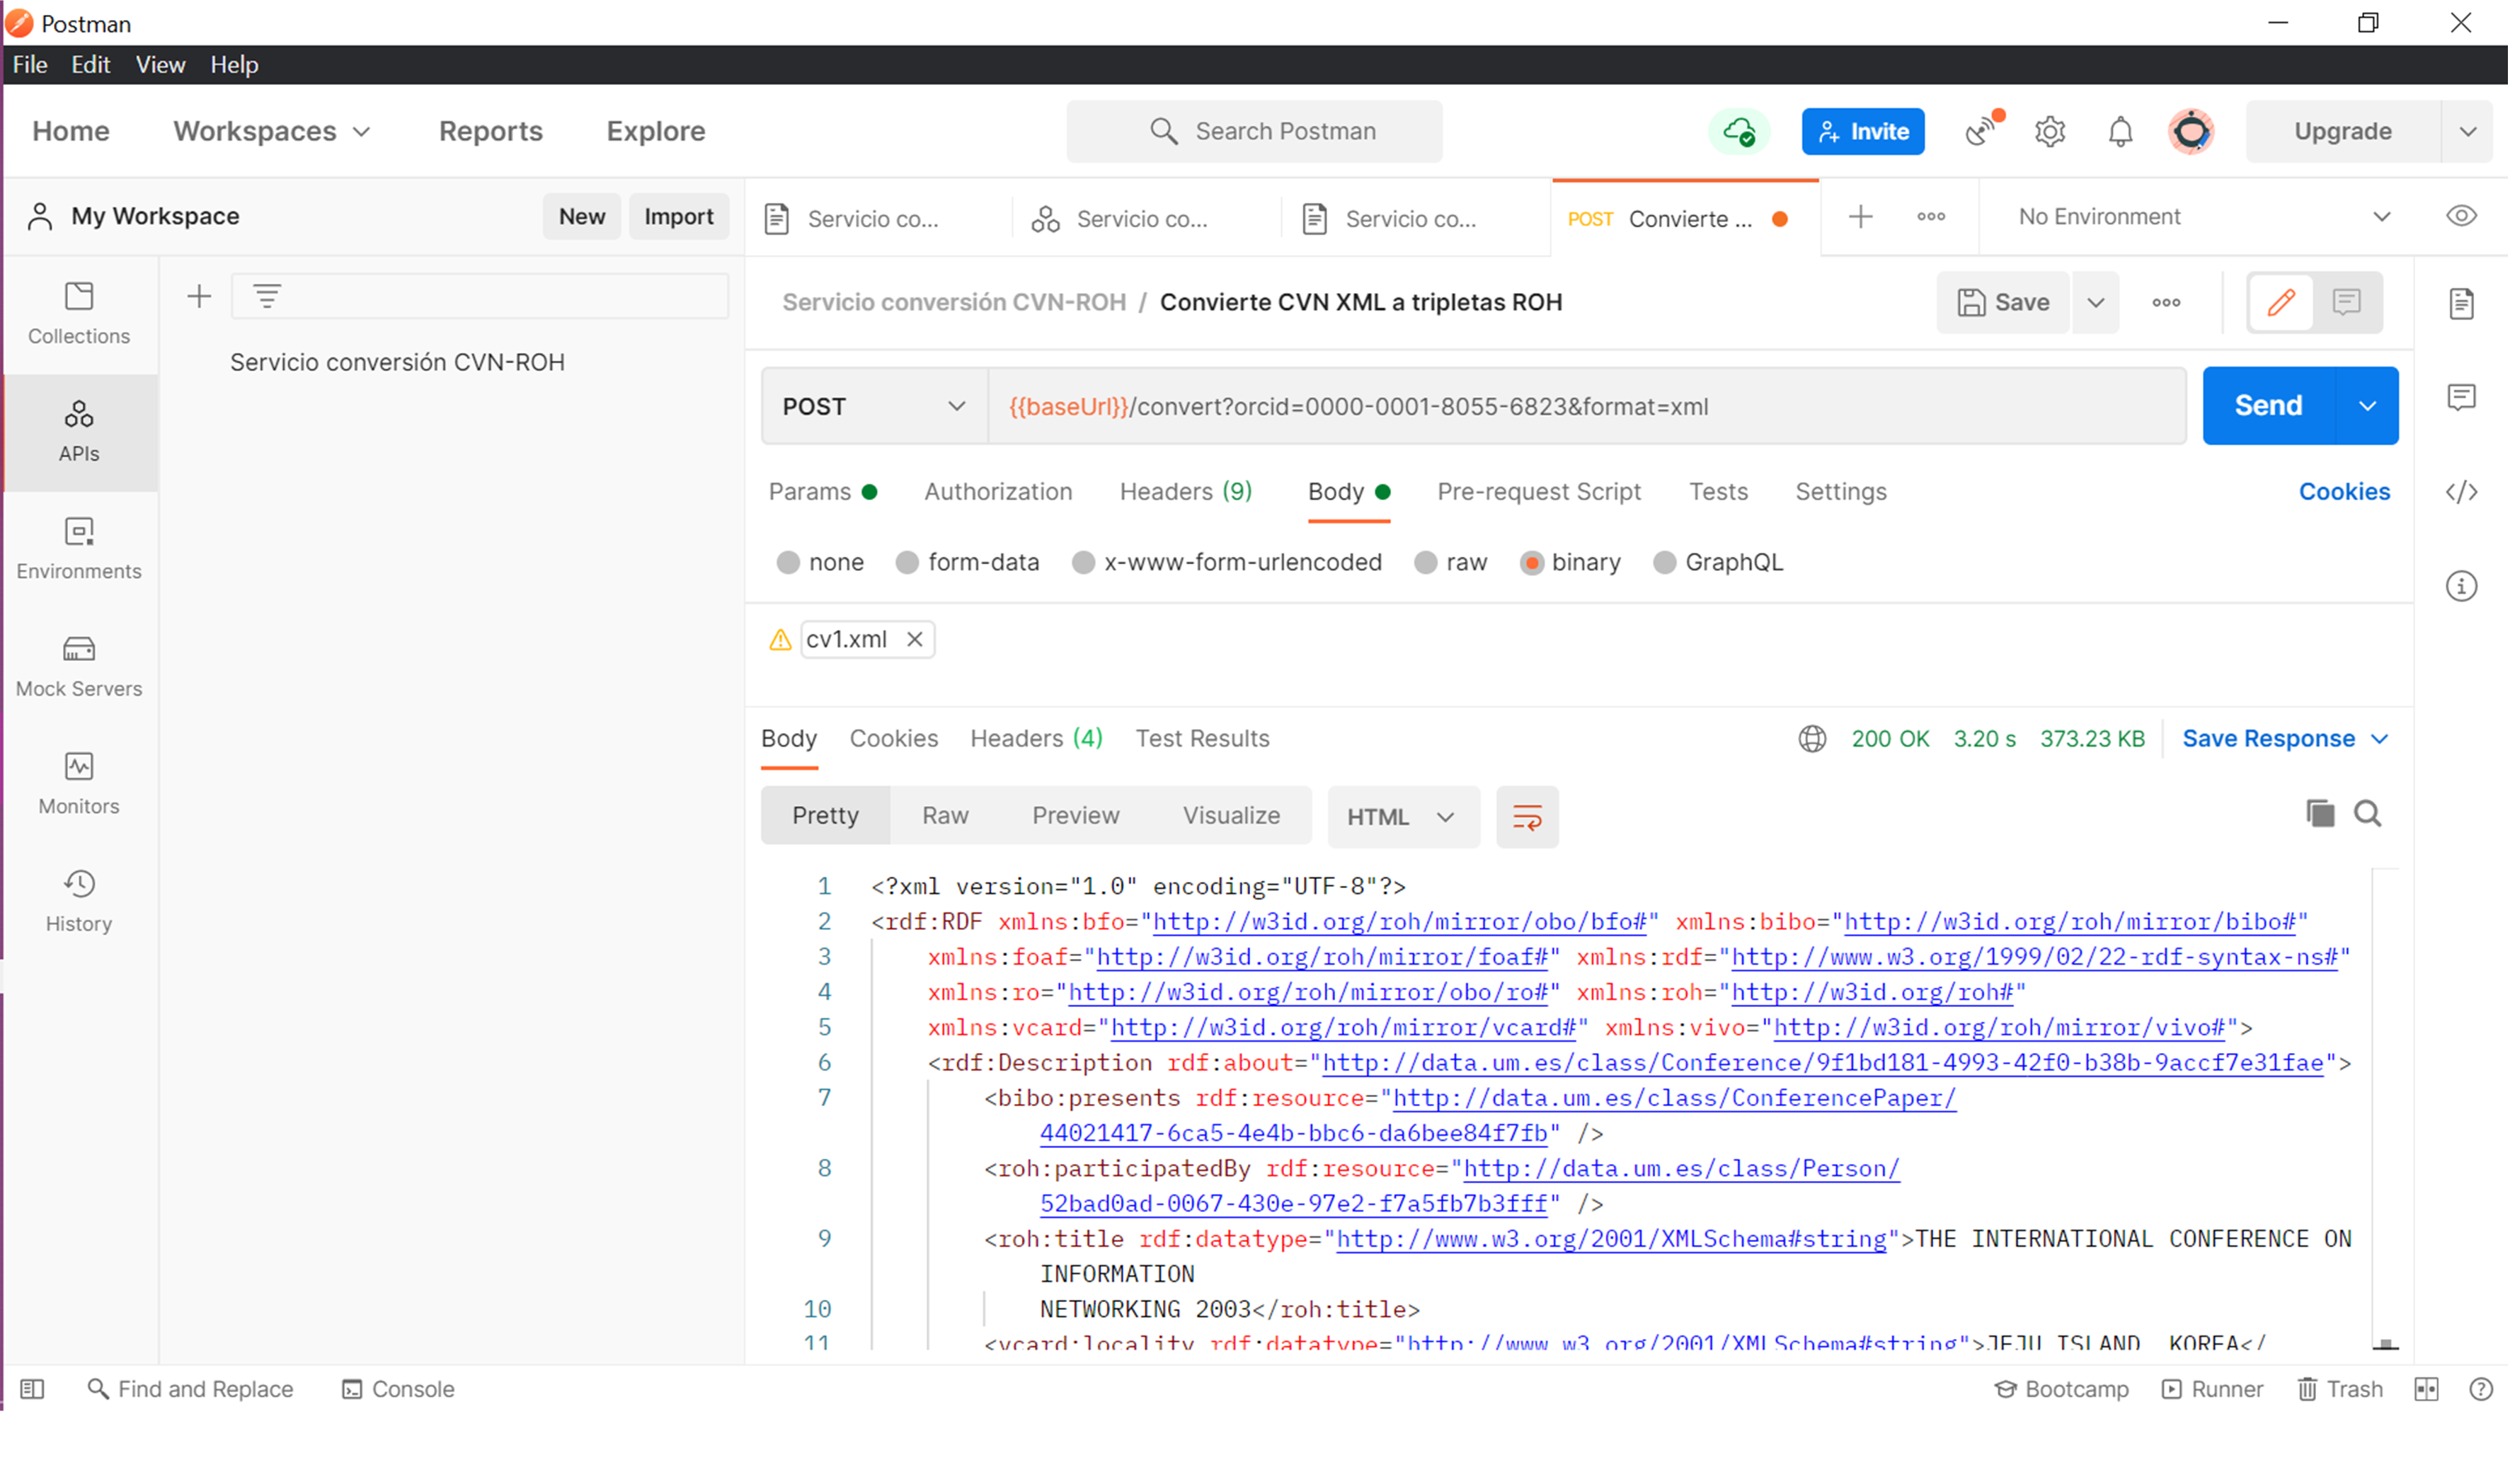 Postman
File Edit View Help
Home Workspaces Reports Explore Search Postman Invite Upgrade
My Workspace New Import Servicio co... Servicio co... Servicio co... POST Convierte ... No Environment
Collections
APIs
Environments
Mock Servers
Monitors
History
Servicio conversión CVN-ROH
Servicio conversión CVN-ROH / Convierte CVN XML a tripletas ROH Save
POST {{baseUrl}}/convert?orcid=0000-0001-8055-6823&format=xml Send
Params Authorization Headers (9) Body Pre-request Script Tests Settings Cookies
none form-data x-www-form-urlencoded raw binary GraphQL
cv1.xml
Body Cookies Headers (4) Test Results 200 OK 3.20 s 373.23 KB Save Response
Pretty Raw Preview Visualize HTML
1 <?xml version="1.0" encoding="UTF-8"?>
2 <rdf:RDF xmlns:bfo="http://w3id.org/roh/mirror/obo/bfo#" xmlns:bibo="http://w3id.org/roh/mirror/bibo#"
3 xmlns:foaf="http://w3id.org/roh/mirror/foaf#" xmlns:rdf="http://www.w3.org/1999/02/22-rdf-syntax-ns#"
4 xmlns:ro="http://w3id.org/roh/mirror/obo/ro#" xmlns:roh="http://w3id.org/roh#"
5 xmlns:vcard="http://w3id.org/roh/mirror/vcard#" xmlns:vivo="http://w3id.org/roh/mirror/vivo#">
6 <rdf:Description rdf:about="http://data.um.es/class/Conference/9f1bd181-4993-42f0-b38b-9accf7e31fae">
7 <bibo:presents rdf:resource="http://data.um.es/class/ConferencePaper/
44021417-6ca5-4e4b-bbc6-da6bee84f7fb" />
8 <roh:participatedBy rdf:resource="http://data.um.es/class/Person/
52bad0ad-0067-430e-97e2-f7a5fb7b3fff" />
9 <roh:title rdf:datatype="http://www.w3.org/2001/XMLSchema#string">THE INTERNATIONAL CONFERENCE ON
INFORMATION
10 NETWORKING 2003</roh:title>
11 <vcard:locality rdf:datatype="http://www.w3.org/2001/XMLSchema#string">JEJU ISLAND  KOREA</
Find and Replace Console Bootcamp Runner Trash